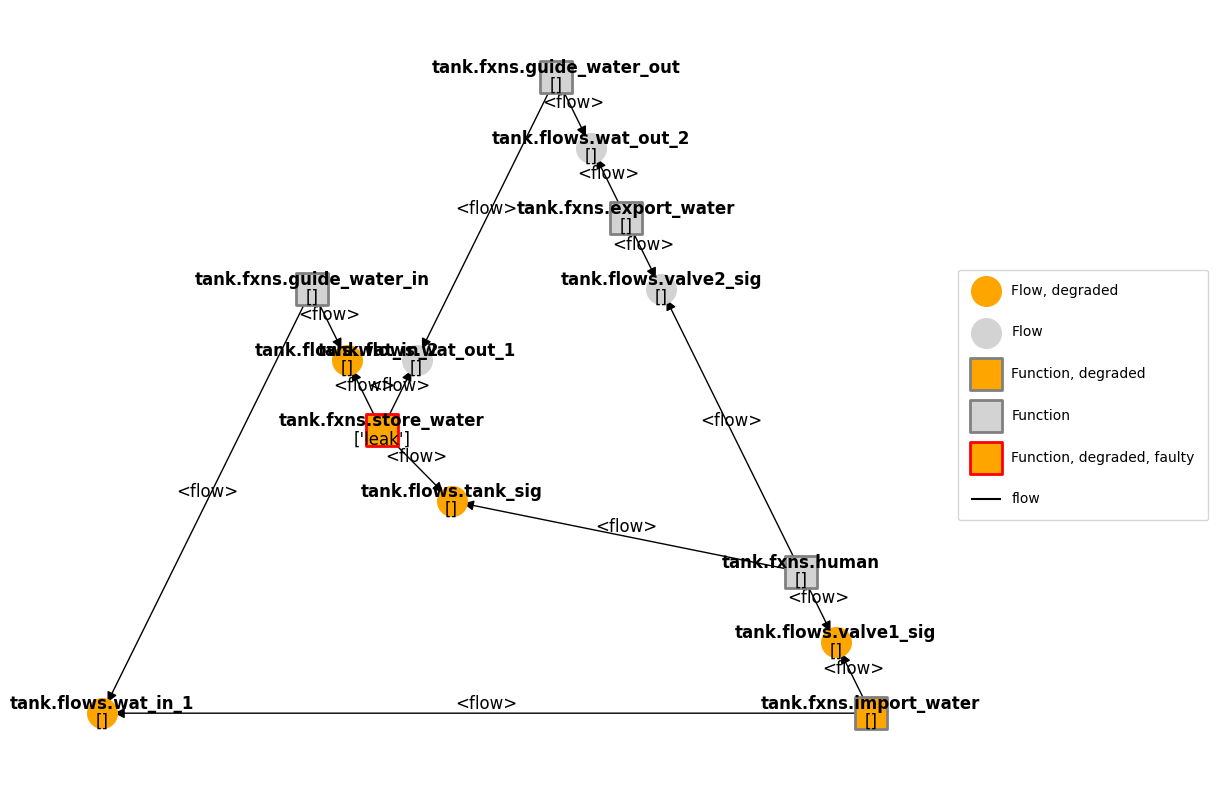 tank.fxns.guide_water_out
[]
<flow>
tank.flows.wat_out_2
[]
<flow>
<flow>
tank.fxns.export_water
[]
<flow>
tank.fxns.guide_water_in
[]
<flow>
tank.flows.valve2_sig
[]
tank.flows.wat_in_2
[]
tank.flows.wat_out_1
[]
<flow>
<flow>
tank.fxns.store_water
['leak']
<flow>
<flow>
tank.flows.tank_sig
[]
<flow>
<flow>
tank.fxns.human
[]
<flow>
tank.flows.valve1_sig
[]
<flow>
tank.flows.wat_in_1
[]
<flow>
tank.fxns.import_water
[]
Flow, degraded
Flow
Function, degraded
Function
Function, degraded, faulty
flow